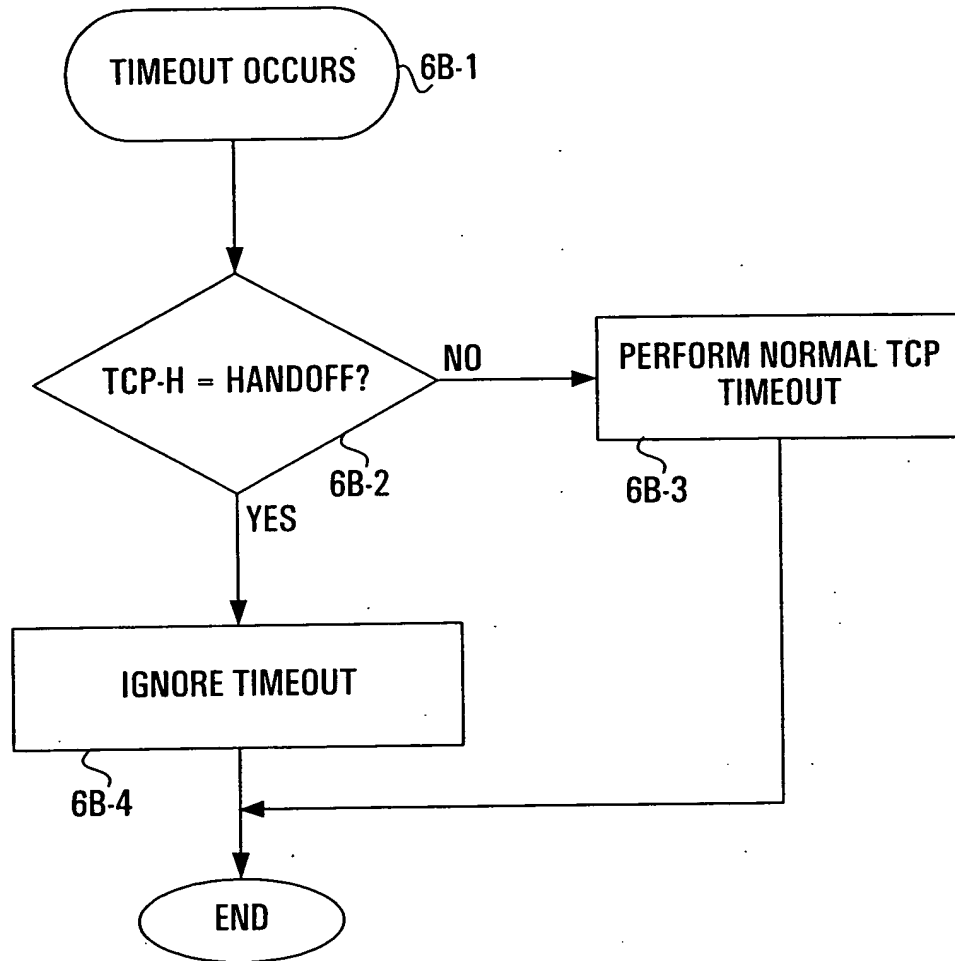 TIMEOUT OCCURS
6B-1
TCP-H = HANDOFF?
NO
PERFORM NORMAL TCP
TIMEOUT
6B-2
6B-3
YES
IGNORE TIMEOUT
6B-4
END